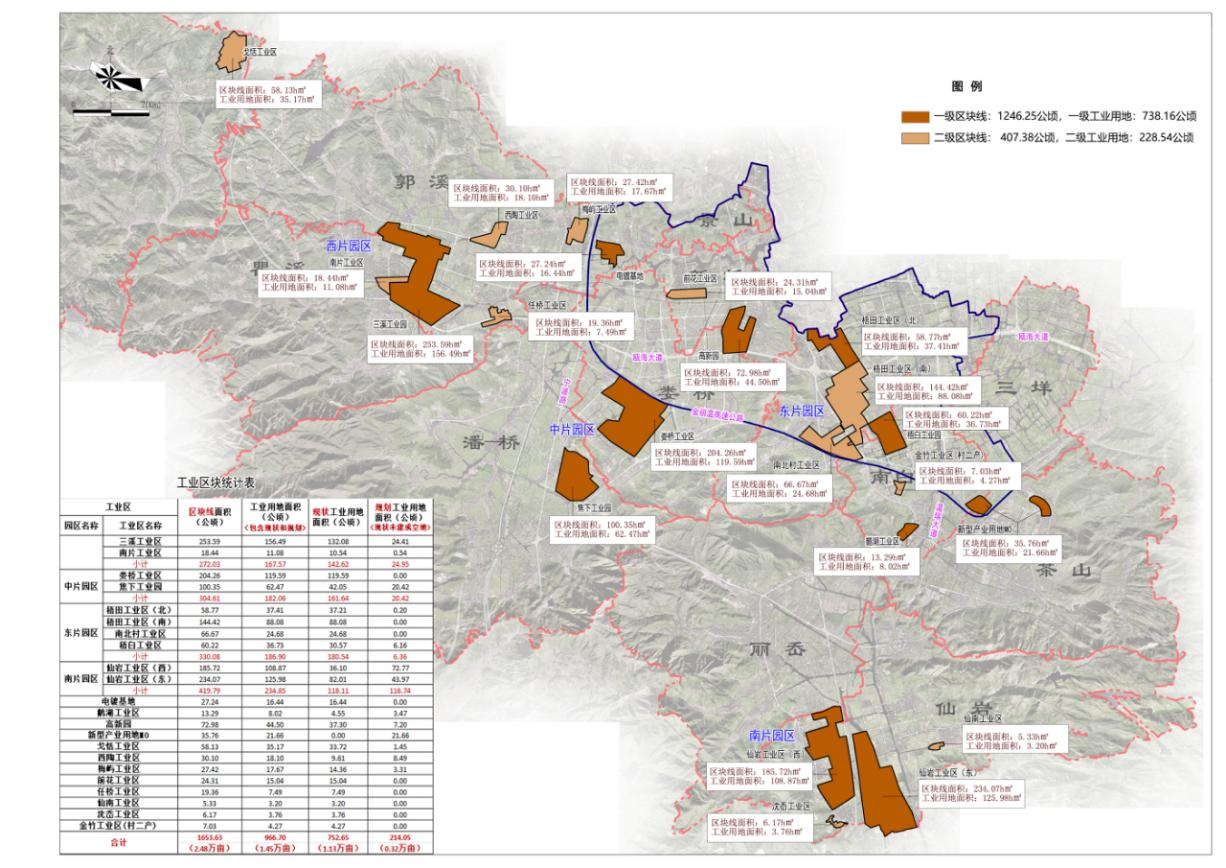 北
戈恬工业区
区块线面积：58.13hm²
工业用地面积：35.17hm²
图 例
一级区块线：1246.25公顷，一级工业用地：738.16公顷
二级区块线： 407.38公顷，二级工业用地：228.54公顷
郭 溪
区块线面积：30.10hm²
工业用地面积：18.10hm²
西陶工业区
区块线面积：27.42hm²
工业用地面积：17.67hm²
梅屿工业区
景 山
西片园区
南片工业区
瞿 溪
区块线面积：18.44hm²
工业用地面积：11.08hm²
区块线面积：27.24hm²
工业用地面积：16.44hm²
电镀基地
前花工业区
区块线面积：24.31hm²
工业用地面积：15.04hm²
任桥工业区
区块线面积：19.36hm²
工业用地面积：7.49hm²
三溪工业园
区块线面积：253.59hm²
工业用地面积：156.49hm²
瓯海大道
高新园
区块线面积：72.98hm²
工业用地面积：44.50hm²
梧田工业区（北）
区块线面积：58.77hm²
工业用地面积：37.41hm²
瓯海大道
梧田工业区（南）
区块线面积：144.42hm²
工业用地面积：88.08hm²
三 垟
娄 桥
金丽温高速公路
东片园区
区块线面积：60.22hm²
工业用地面积：36.73hm²
梧白工业园
中片园区
娄桥工业区
区块线面积：204.26hm²
工业用地面积：119.59hm²
潘 桥
南北村工业区
区块线面积：66.67hm²
工业用地面积：24.68hm²
南白
金竹工业区(村二产)
区块线面积：7.03hm²
工业用地面积：4.27hm²
焦下工业园
区块线面积：100.35hm²
工业用地面积：62.47hm²
温瑞大道
新型产业用地M0
区块线面积：35.76hm²
工业用地面积：21.66hm²
鹅湖工业区
区块线面积：13.29hm²
工业用地面积：8.02hm²
茶 山
丽 岙
仙 岩
仙南工业区
区块线面积：5.33hm²
工业用地面积：3.20hm²
南片园区
仙岩工业区（西）
区块线面积：185.72hm²
工业用地面积：108.87hm²
仙岩工业区（东）
区块线面积：234.07hm²
工业用地面积：125.98hm²
沈岙工业区
区块线面积：6.17hm²
工业用地面积：3.76hm²
工业区块统计表
工业区 区块线面积（公顷） 工业用地面积（公顷）（包含现状和规划） 现状工业用地面积（公顷） 规划工业用地面积（公顷）（现状未建成空地）
园区名称 工业区名称
三溪工业区 253.59 156.49 132.08 24.41
南片工业区 18.44 11.08 10.54 0.54
小计 272.03 167.57 142.62 24.95
中片园区 娄桥工业区 204.26 119.59 119.59 0.00
焦下工业园 100.35 62.47 42.05 20.42
小计 304.61 182.06 161.64 20.42
东片园区 梧田工业区（北） 58.77 37.41 37.21 0.20
梧田工业区（南） 144.42 88.08 88.08 0.00
南北村工业区 66.67 24.68 24.68 0.00
梧白工业区 60.22 36.73 30.57 6.16
小计 330.08 186.90 180.54 6.36
南片园区 仙岩工业区（西） 185.72 108.87 36.10 72.77
仙岩工业区（东） 234.07 125.98 82.01 43.97
小计 419.79 234.85 118.11 116.74
电镀基地 27.24 16.44 16.44 0.00
鹅湖工业区 13.29 8.02 4.55 3.47
高新园 72.98 44.50 37.30 7.20
新型产业用地M0 35.76 21.66 0.00 21.66
戈恬工业区 58.13 35.17 33.72 1.45
西陶工业区 30.10 18.10 9.61 8.49
梅屿工业区 27.42 17.67 14.36 3.31
前花工业区 24.31 15.04 15.04 0.00
任桥工业区 19.36 7.49 7.49 0.00
仙南工业区 5.33 3.20 3.20 0.00
沈岙工业区 6.17 3.76 3.76 0.00
金竹工业区(村二产) 7.03 4.27 4.27 0.00
合计 1653.63 966.70 752.65 214.05
（2.48万亩） （1.45万亩） （1.13万亩） （0.32万亩）